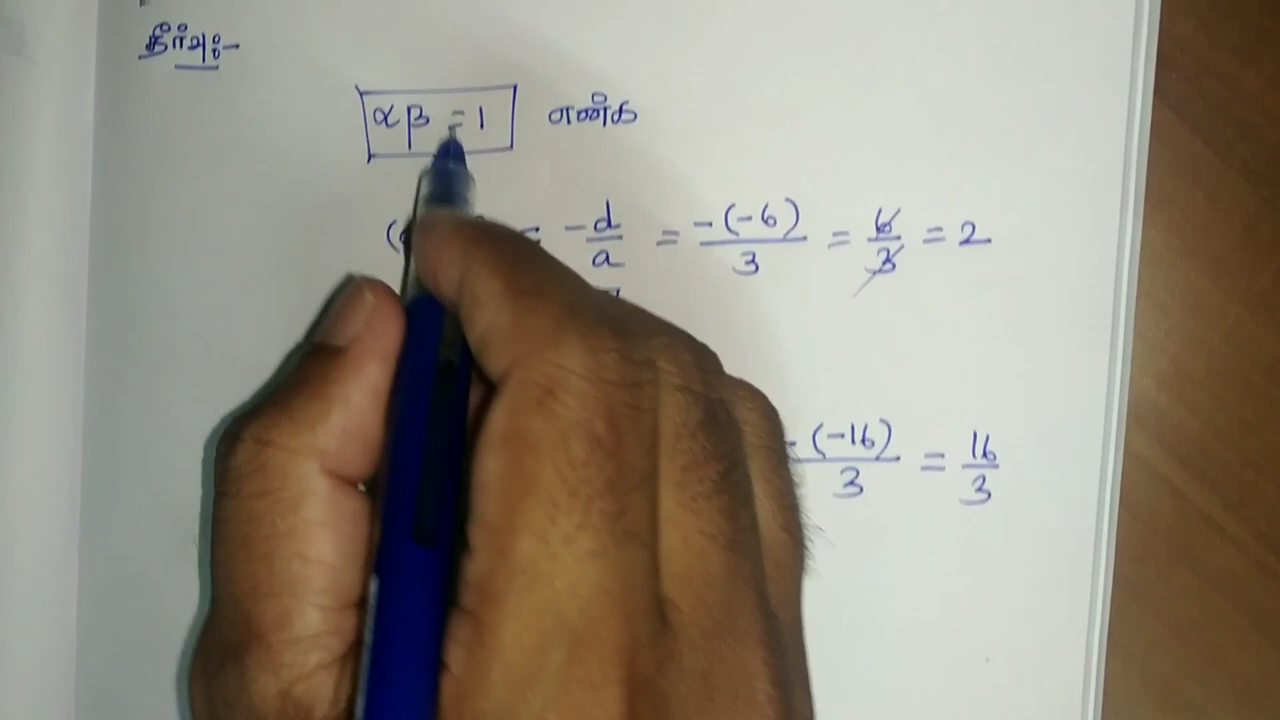 தீர்வு:-
αβ = 1 என்க
( = -d/a = -(-6)/3 = 6/3 = 2
(-16)/3 = 16/3